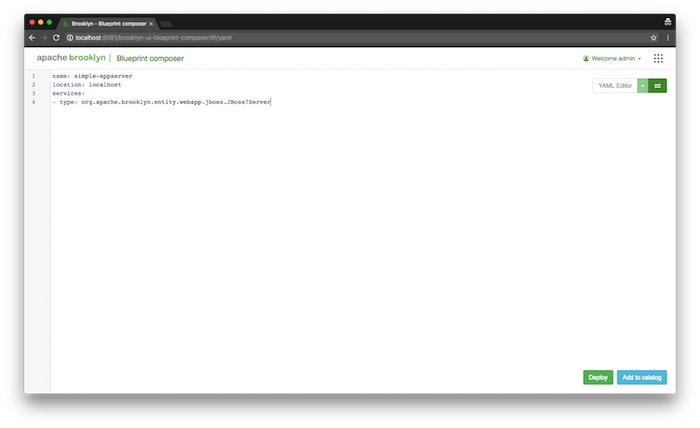 Brooklyn - Blueprint composer
localhost:8081/brooklyn-ui-blueprint-composer/#!/yaml
apache brooklyn | Blueprint composer
Welcome admin
1 name: simple-appserver
2 location: localhost
3 services:
4 - type: org.apache.brooklyn.entity.webapp.jboss.JBoss7Server
YAML Editor
Deploy
Add to catalog